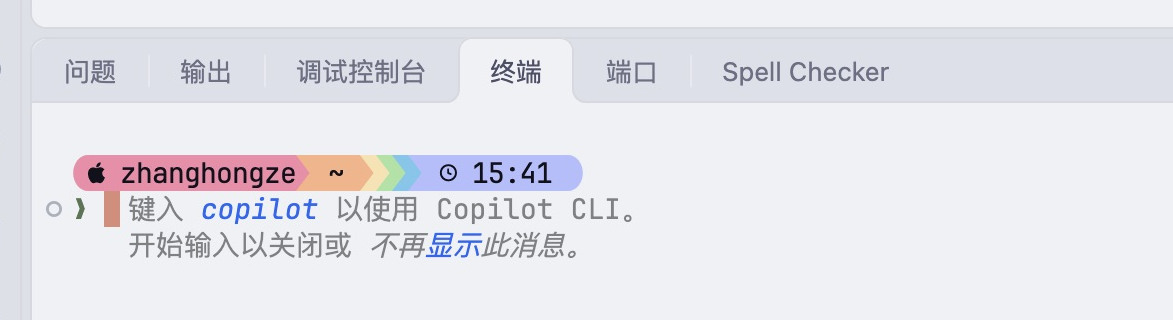 问题 输出 调试控制台 终端 端口 Spell Checker
zhanghongze ~ 15:41
❯ 键入 copilot 以使用 Copilot CLI。
开始输入以关闭或 不再显示此消息。